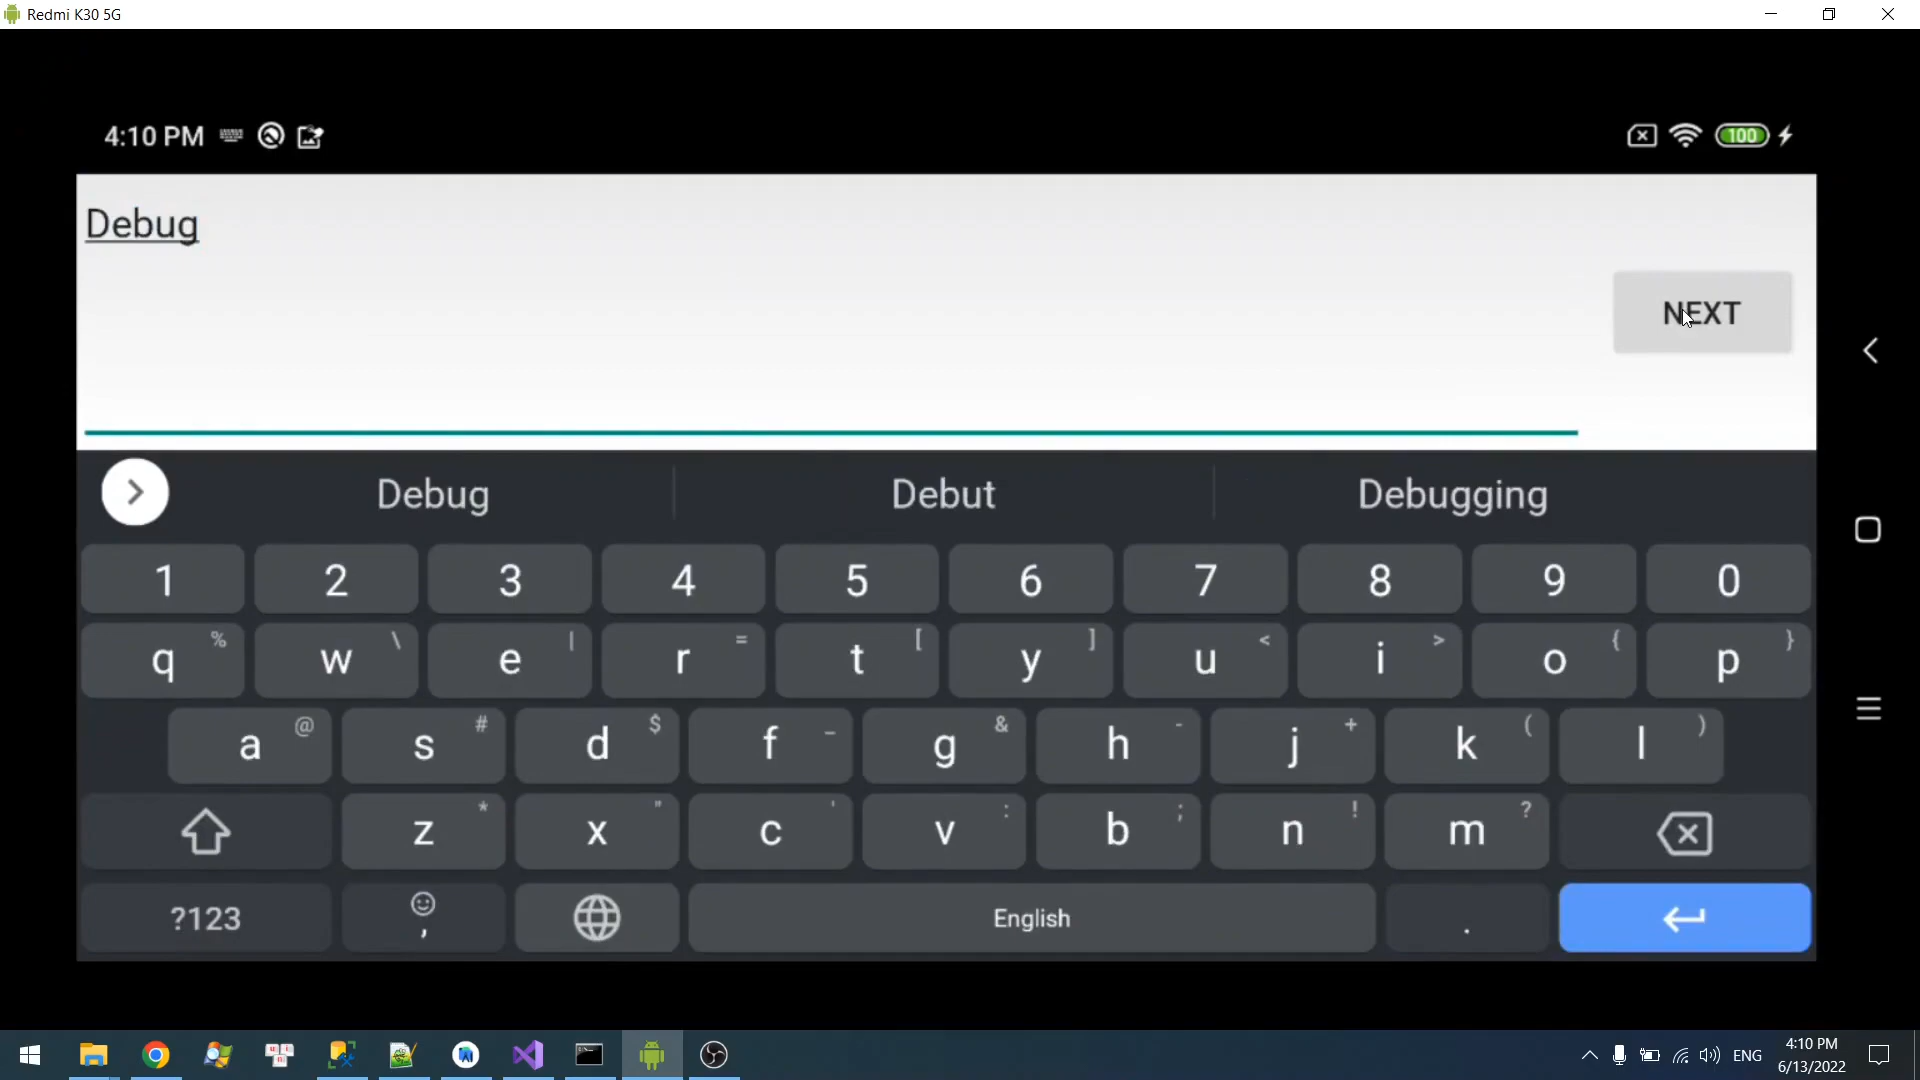 Redmi K30 5G
4:10 PM
100
Debug
NEXT
Debug Debut Debugging
1 2 3 4 5 6 7 8 9 0
q % w \ e | r = t [ y ] u < i > o { p }
a @ s # d $ f _ g & h - j + k ( l )
z * x " c ' v : b ; n ! m ?
?123 , English .
ENG
4:10 PM
6/13/2022